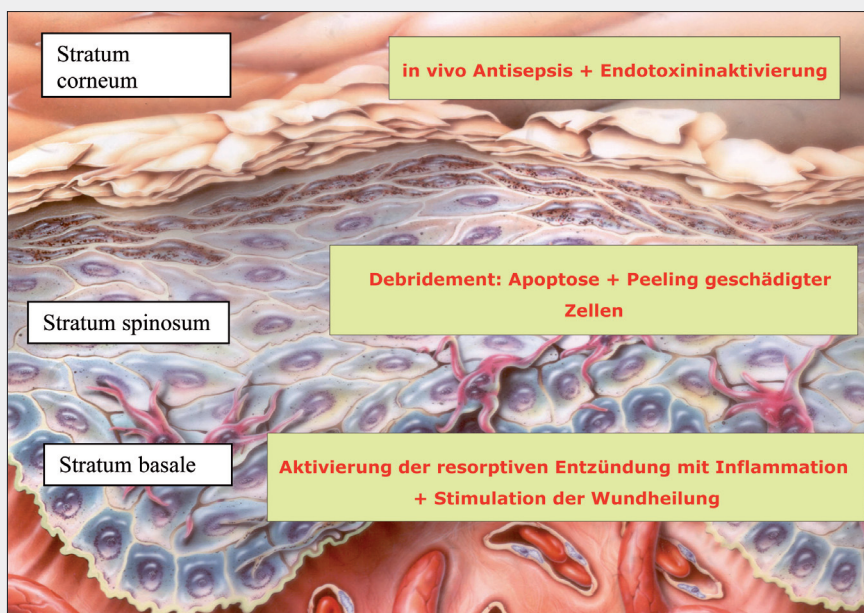 Stratum
corneum
in vivo Antisepsis + Endotoxininaktivierung
Debridement: Apoptose + Peeling geschädigter
Zellen
Stratum spinosum
Stratum basale
Aktivierung der resorptiven Entzündung mit Inflammation
+ Stimulation der Wundheilung